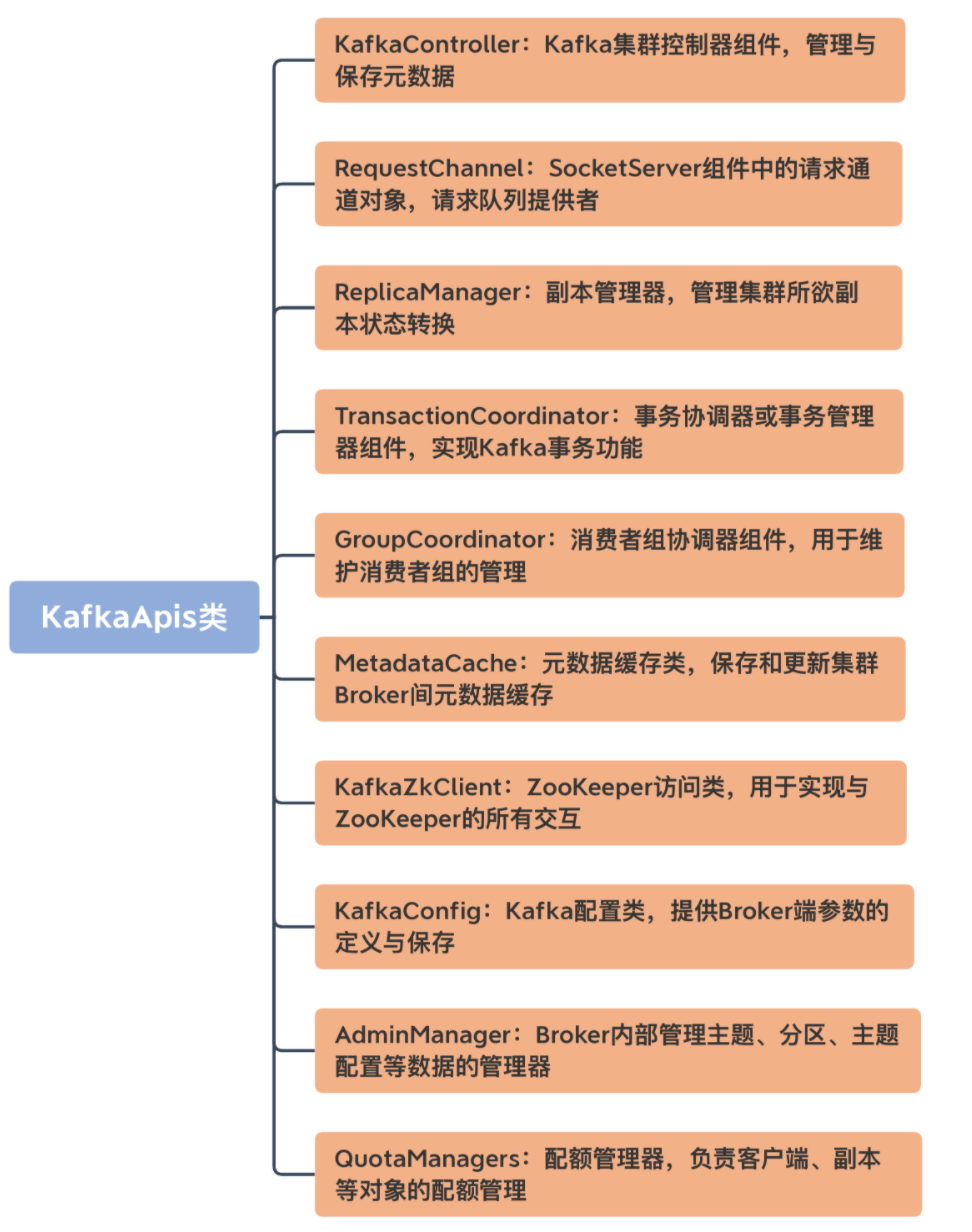 KafkaController：Kafka集群控制器组件，管理与
保存元数据
RequestChannel：SocketServer组件中的请求通
道对象，请求队列提供者
ReplicaManager：副本管理器，管理集群所欲副
本状态转换
TransactionCoordinator：事务协调器或事务管理
器组件，实现Kafka事务功能
GroupCoordinator：消费者组协调器组件，用于维
护消费者组的管理
KafkaApis类
MetadataCache：元数据缓存类，保存和更新集群
Broker间元数据缓存
KafkaZkClient：ZooKeeper访问类，用于实现与
ZooKeeper的所有交互
KafkaConfig：Kafka配置类，提供Broker端参数的
定义与保存
AdminManager：Broker内部管理主题、分区、主题
配置等数据的管理器
QuotaManagers：配额管理器，负责客户端、副本
等对象的配额管理